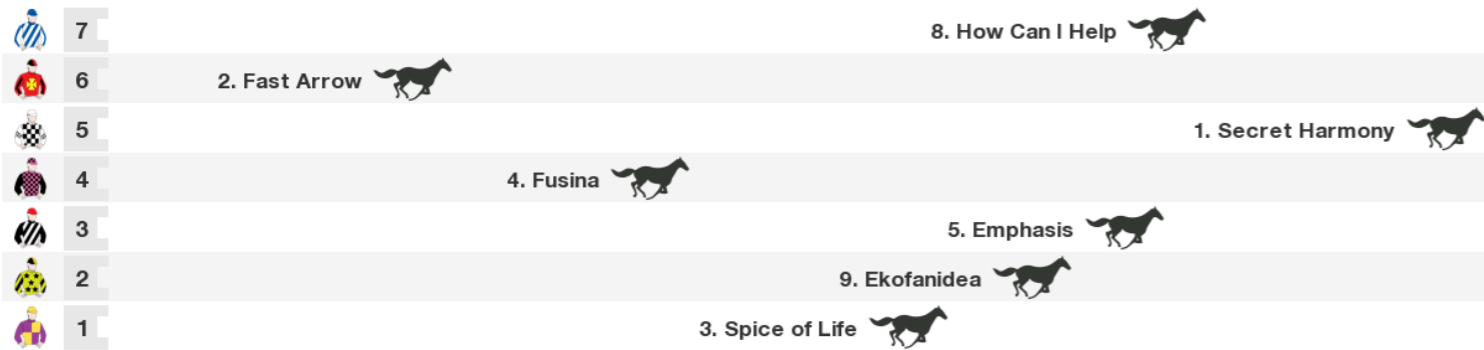 7 8. How Can I Help
6 2. Fast Arrow
5 1. Secret Harmony
4 4. Fusina
3 5. Emphasis
2 9. Ekofanidea
1 3. Spice of Life